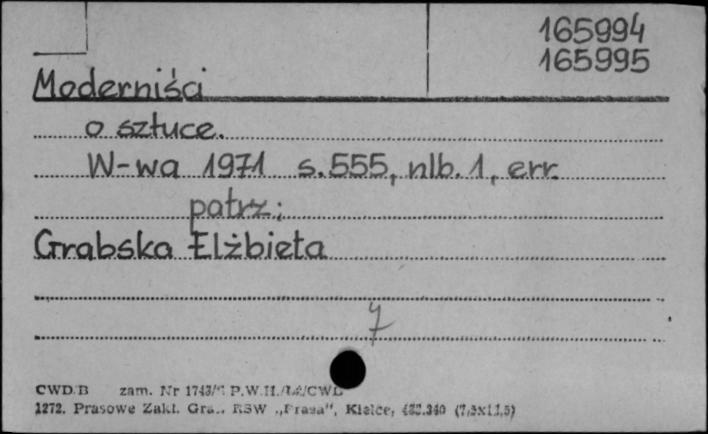 165994
165995
Moderniści
o sztuce.
W-wa 1971 s.555, nlb.1, err.
patrz:
Grabska Elżbieta
7
CWD/B zam. Nr P.W.H.
1272. Prasowe Zakł. Graf. RSW „Prasa”, Kielce,